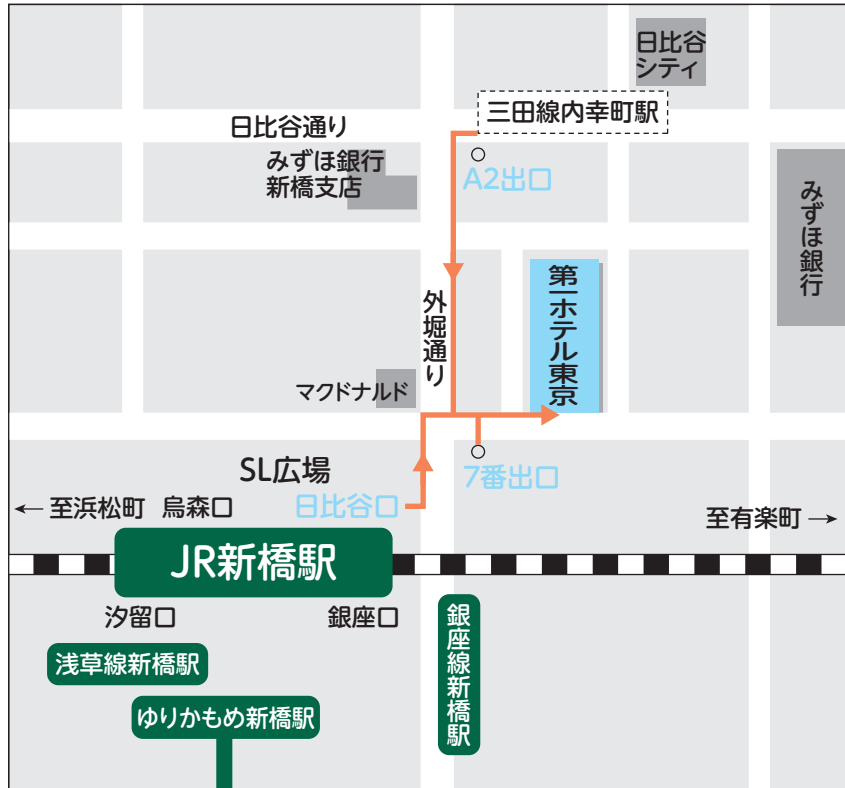 日比谷
シティ
三田線内幸町駅
日比谷通り
みずほ銀行
新橋支店
A2出口
みずほ銀行
第一ホテル東京
外堀通り
マクドナルド
SL広場
7番出口
←至浜松町
烏森口
日比谷口
至有楽町→
JR新橋駅
汐留口
銀座口
銀座線新橋駅
浅草線新橋駅
ゆりかもめ新橋駅